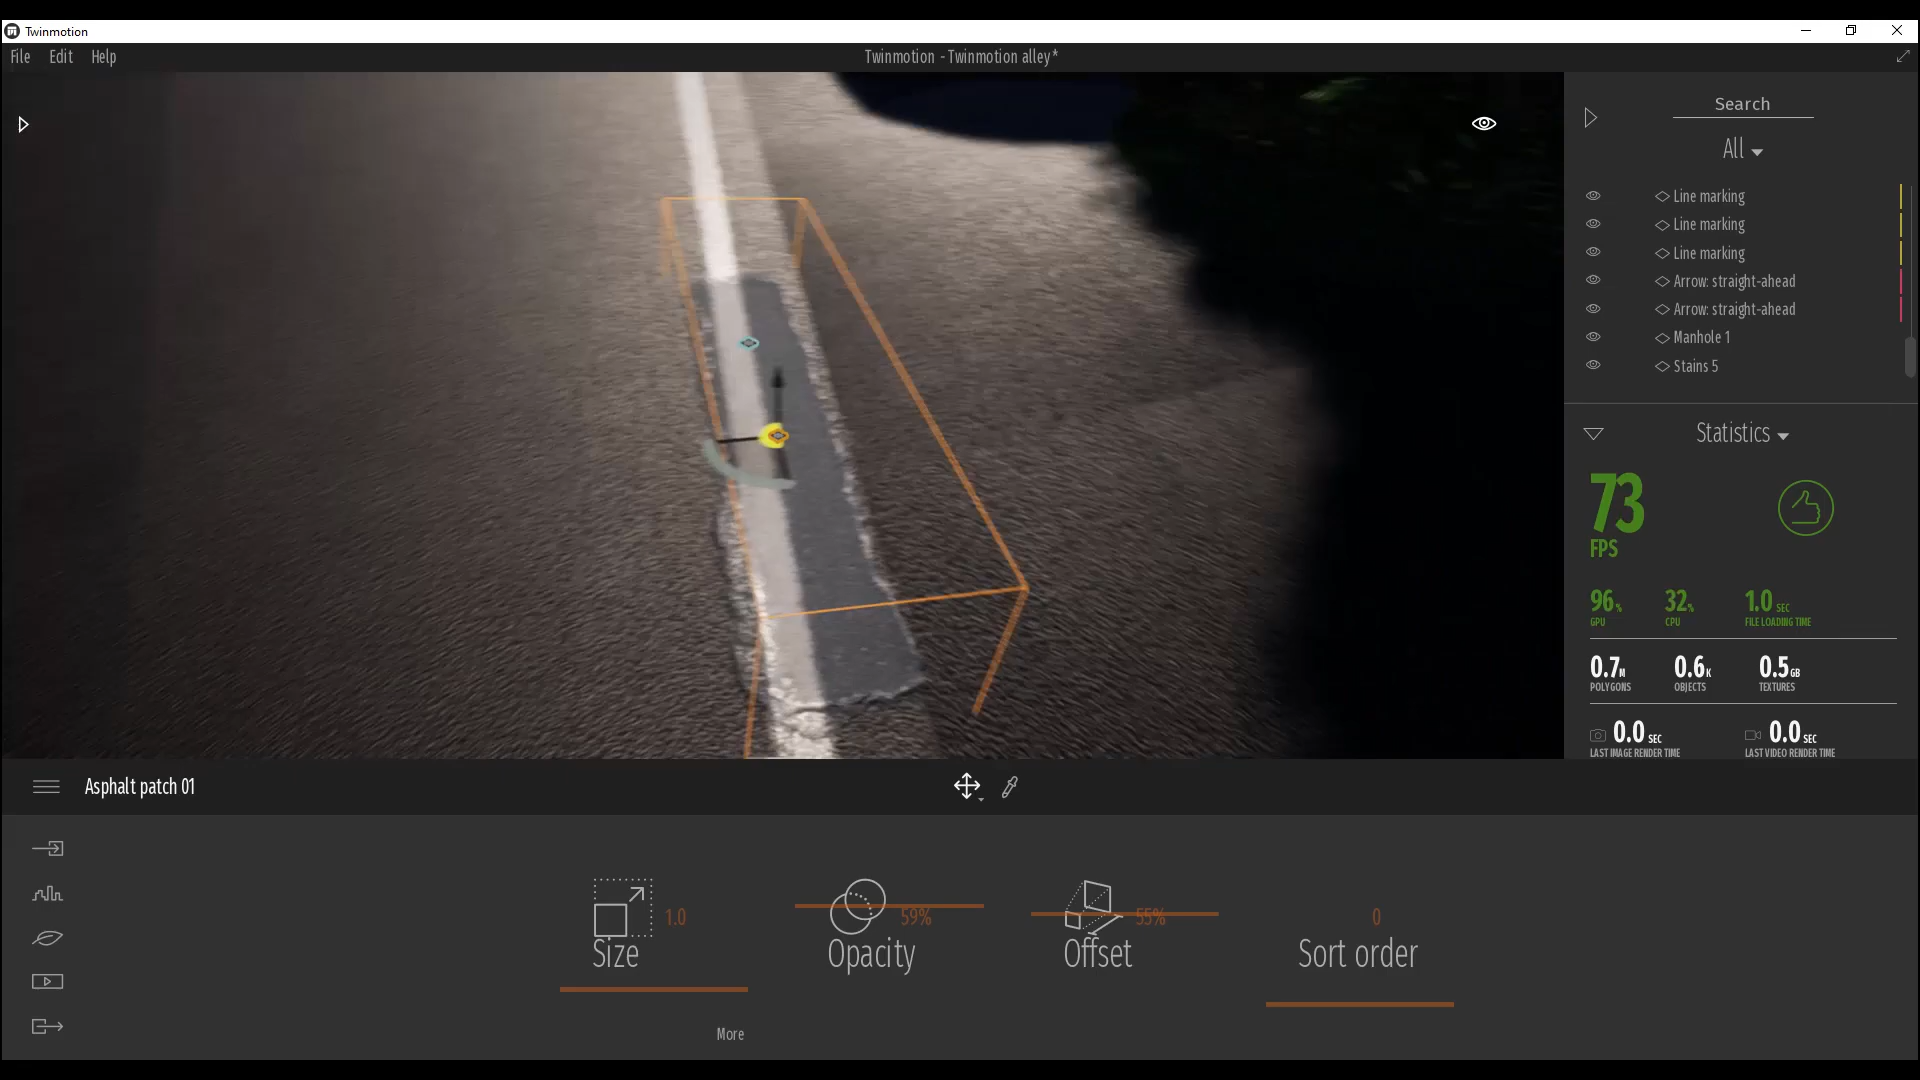 Twinmotion
File Edit Help
Twinmotion - Twinmotion alley*
Search
All
Line marking
Line marking
Line marking
Arrow: straight-ahead
Arrow: straight-ahead
Manhole 1
Stains 5
Statistics
73
FPS
96% 32% 1.0 SEC
GPU CPU FILE LOADING TIME
0.7M 0.6K 0.5GB
POLYGONS OBJECTS TEXTURES
0.0 SEC 0.0 SEC
LAST IMAGE RENDER TIME LAST VIDEO RENDER TIME
Asphalt patch 01
1.0 59% 55% 0
Size Opacity Offset Sort order
More